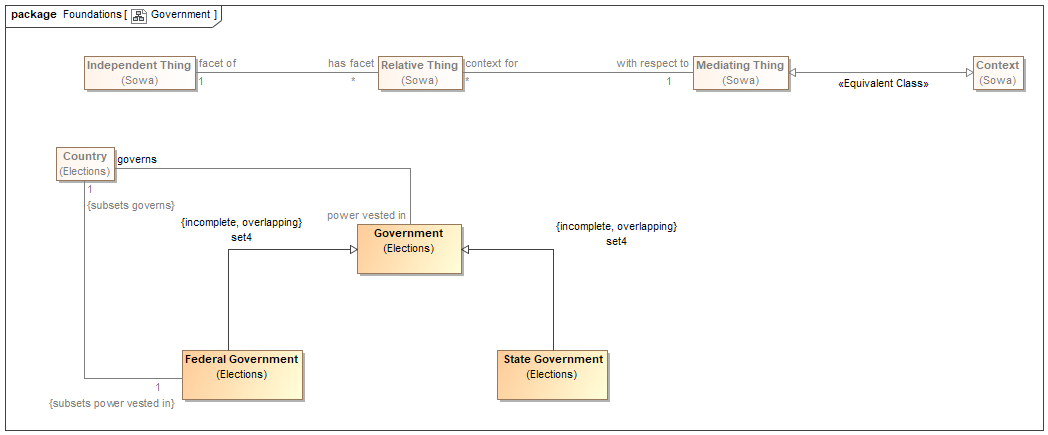 package Foundations [ Government ]
Independent Thing
(Sowa)
facet of
1
has facet
*
Relative Thing
(Sowa)
context for
*
with respect to
1
Mediating Thing
(Sowa)
«Equivalent Class»
Context
(Sowa)
Country
(Elections)
governs
1
{subsets governs}
power vested in
{incomplete, overlapping}
set4
Government
(Elections)
{incomplete, overlapping}
set4
Federal Government
(Elections)
State Government
(Elections)
1
{subsets power vested in}